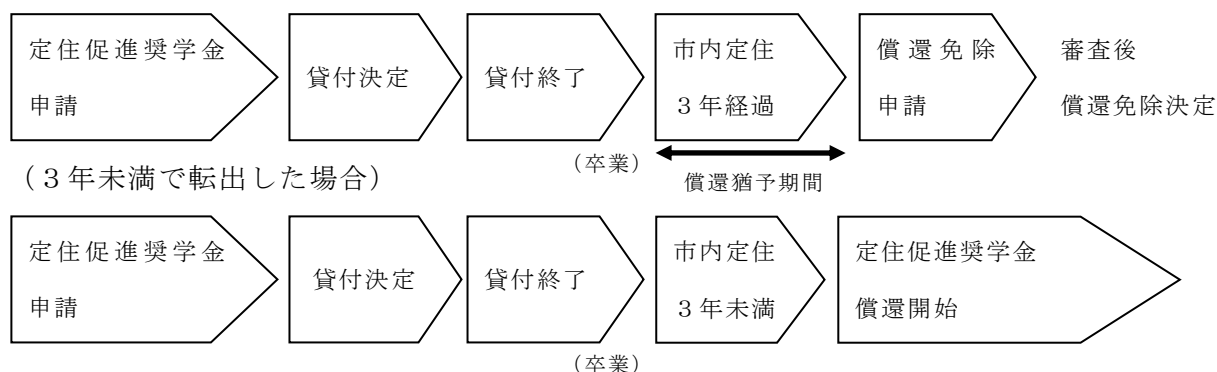 定住促進奨学金
申請
貸付決定
貸付終了
市内定住
３年経過
償還免除
申請
審査後
償還免除決定
（卒業）
償還猶予期間
（３年未満で転出した場合）
定住促進奨学金
申請
貸付決定
貸付終了
市内定住
３年未満
定住促進奨学金
償還開始
（卒業）